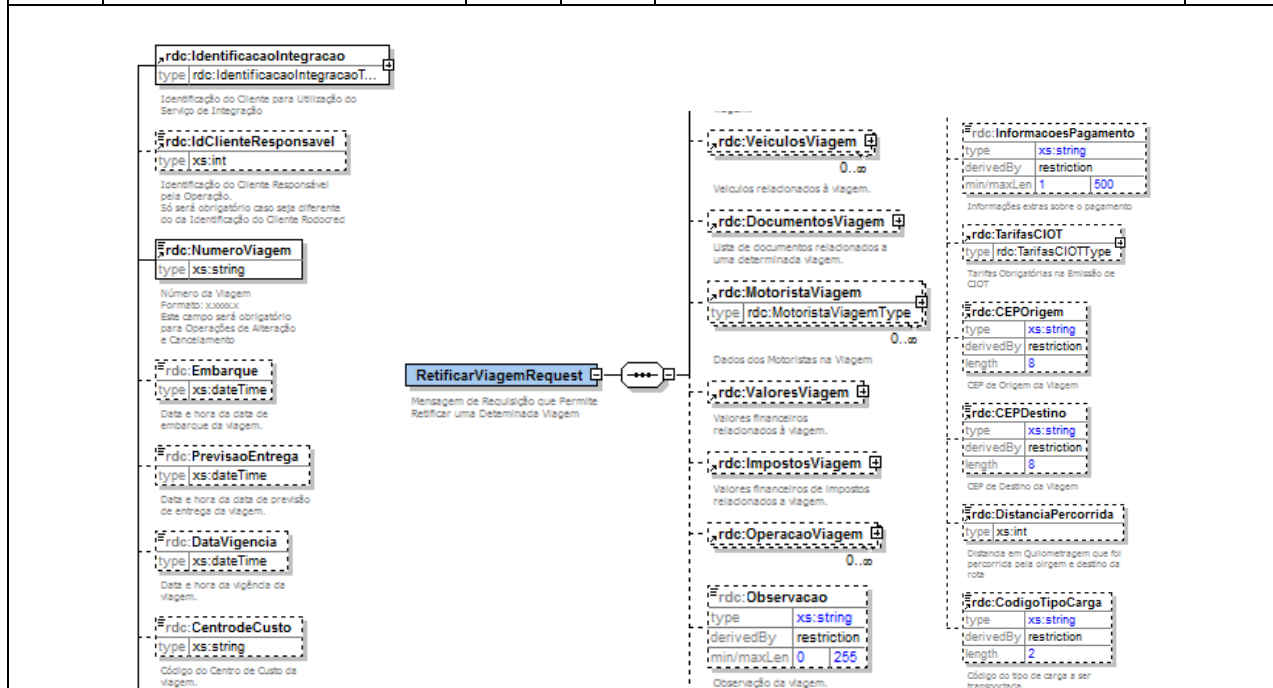 rdc:IdentificacaoIntegracao
type rdc:IdentificacaoIntegracaoT...
Identificação do Cliente para Utilização do
Serviço de Integração
rdc:IdClienteResponsavel
type xs:int
Identificação do Cliente Responsável
pela Operação.
Só será obrigatório caso seja diferente
do da Identificação do Cliente Rodocred
rdc:NumeroViagem
type xs:string
Número da Viagem
Formato: x.xxxx.x
Este campo será obrigatório
para Operações de Alteração
e Cancelamento
rdc:Embarque
type xs:dateTime
Data e hora da data de
embarque da viagem.
rdc:PrevisaoEntrega
type xs:dateTime
Data e hora da data de previsão
de entrega da viagem.
rdc:DataVigencia
type xs:dateTime
Data e hora da vigência da
viagem.
rdc:CentrodeCusto
type xs:string
Código do Centro de Custo da
viagem.
RetificarViagemRequest
Mensagem de Requisição que Permite
Retificar uma Deteminada Viagem
rdc:VeiculosViagem
0..∞
Veiculos relacionados à viagem.
rdc:DocumentosViagem
Lista de documentos relacionados a
uma determinada viagem.
rdc:MotoristaViagem
type rdc:MotoristaViagemType
0..∞
Dados dos Motoristas na Viagem
rdc:ValoresViagem
Valores financeiros
relacionados à viagem.
rdc:ImpostosViagem
Valores financeiros de impostos
relacionados a viagem.
rdc:OperacaoViagem
0..∞
rdc:Observacao
type xs:string
derivedBy restriction
min/maxLen 0 255
Observação da viagem.
rdc:InformacoesPagamento
type xs:string
derivedBy restriction
min/maxLen 1 500
Informações extras sobre o pagamento
rdc:TarifasCIOT
type rdc:TarifasCIOTType
Tarifas Obrigatórias na Emissão de
CIOT
rdc:CEPOrigem
type xs:string
derivedBy restriction
length 8
CEP de Origem da Viagem
rdc:CEPDestino
type xs:string
derivedBy restriction
length 8
CEP de Destino da Viagem
rdc:DistanciaPercorrida
type xs:int
Distancia em Quilometragem que foi
percorrida pela oirgem e destino da
rota
rdc:CodigoTipoCarga
type xs:string
derivedBy restriction
length 2
Código do tipo de carga a ser
transportada